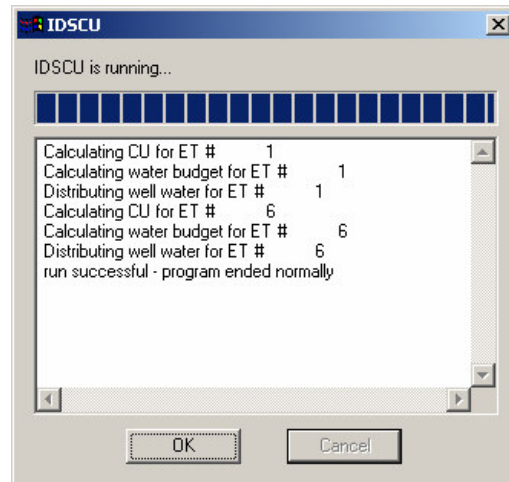 IDSCU
IDSCU is running...
Calculating CU for ET # 1
Calculating water budget for ET # 1
Distributing well water for ET # 1
Calculating CU for ET # 6
Calculating water budget for ET # 6
Distributing well water for ET # 6
run successful - program ended normally
OK
Cancel